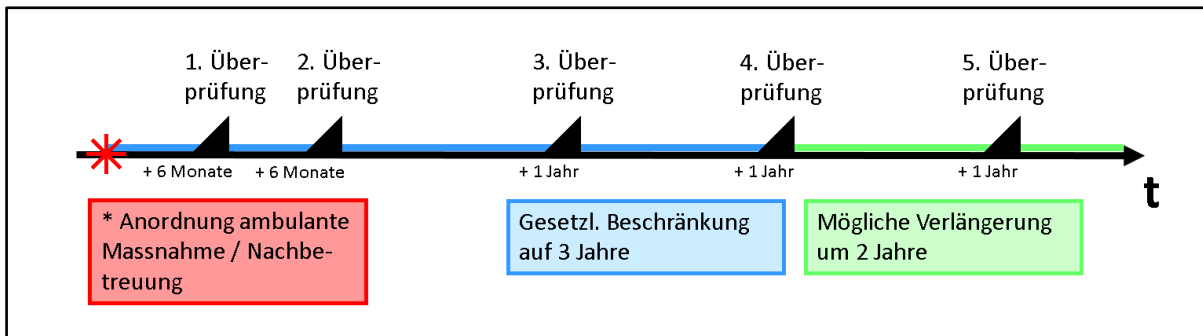 1. Über-
prüfung
2. Über-
prüfung
3. Über-
prüfung
4. Über-
prüfung
5. Über-
prüfung
+ 6 Monate
+ 6 Monate
+ 1 Jahr
+ 1 Jahr
+ 1 Jahr
t
* Anordnung ambulante
Massnahme / Nachbe-
treuung
Gesetzl. Beschränkung
auf 3 Jahre
Mögliche Verlängerung
um 2 Jahre